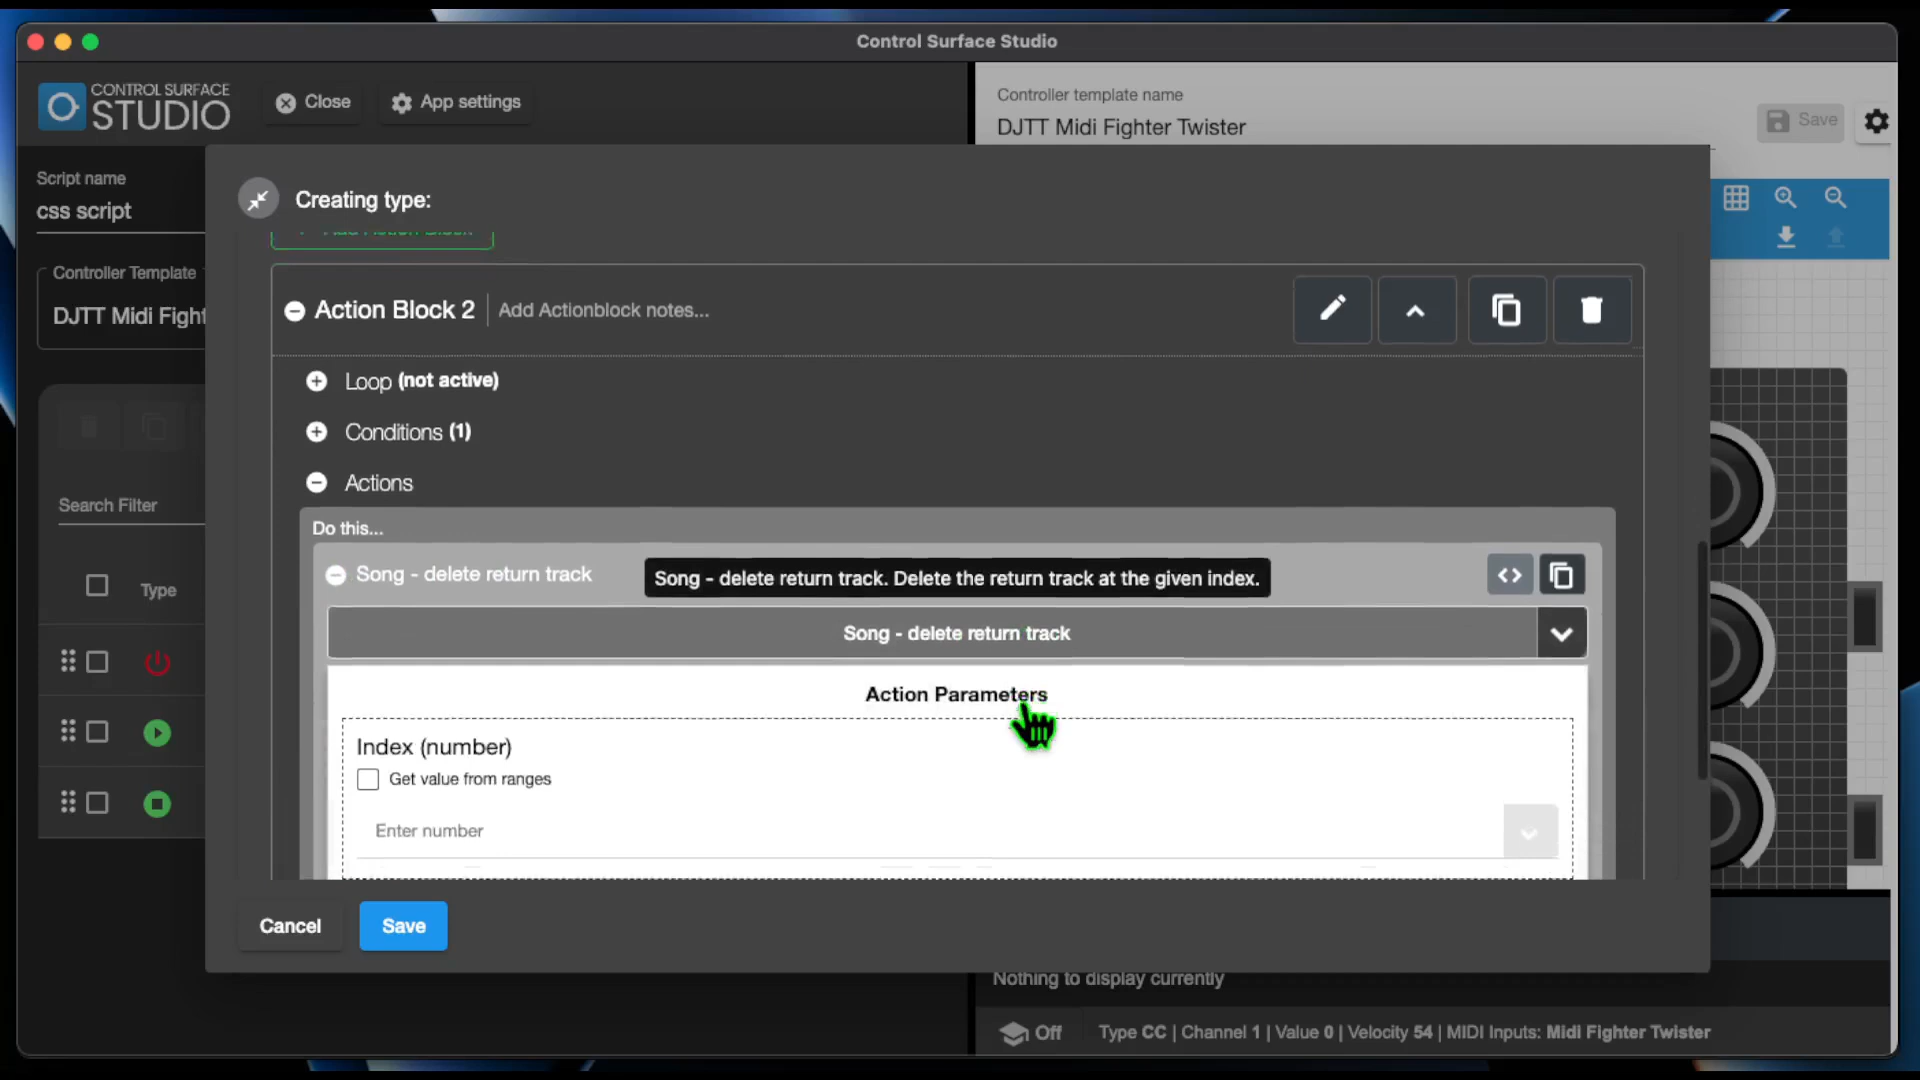 Control Surface Studio
CONTROL SURFACE
STUDIO
Close
App settings
Controller template name
DJTT Midi Fighter Twister
Save
Script name
css script
Controller Template
DJTT Midi Fight
Search Filter
Type
Creating type:
Add Action Block
Action Block 2
Add Actionblock notes...
Loop (not active)
Conditions (1)
Actions
Do this...
Song - delete return track
Song - delete return track. Delete the return track at the given index.
Song - delete return track
Action Parameters
Index (number)
Get value from ranges
Enter number
Cancel
Save
Nothing to display currently
Off
Type CC | Channel 1 | Value 0 | Velocity 54 | MIDI Inputs: Midi Fighter Twister